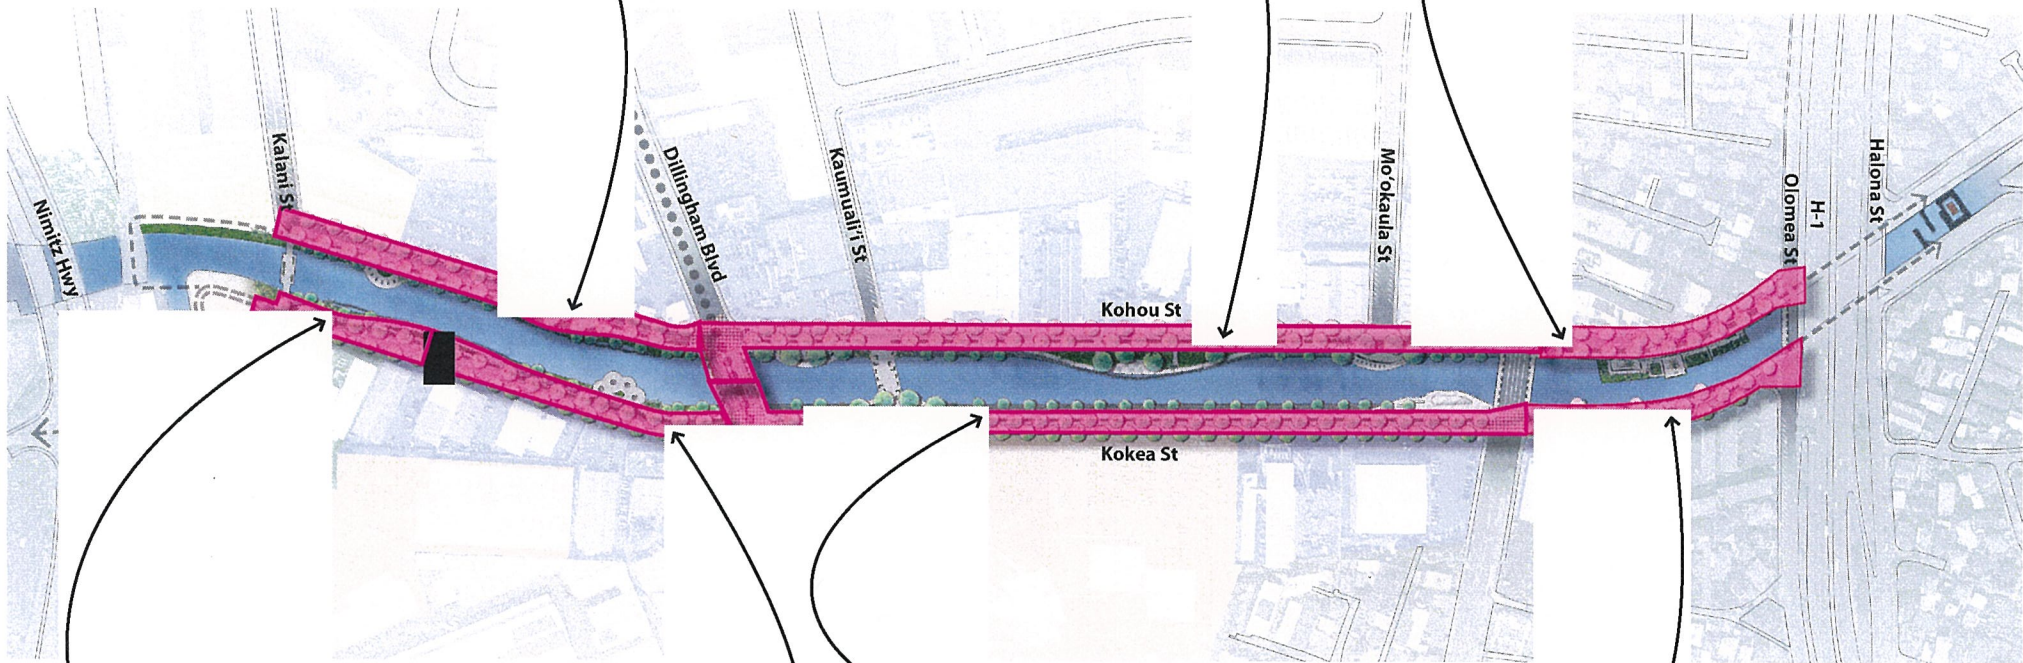 Nimitz Hwy
Kalani St
Dillingham Blvd
Kaumuali'i St
Kohou St
Kokea St
Mo'okaula St
Olomea St
H-1
Halona St